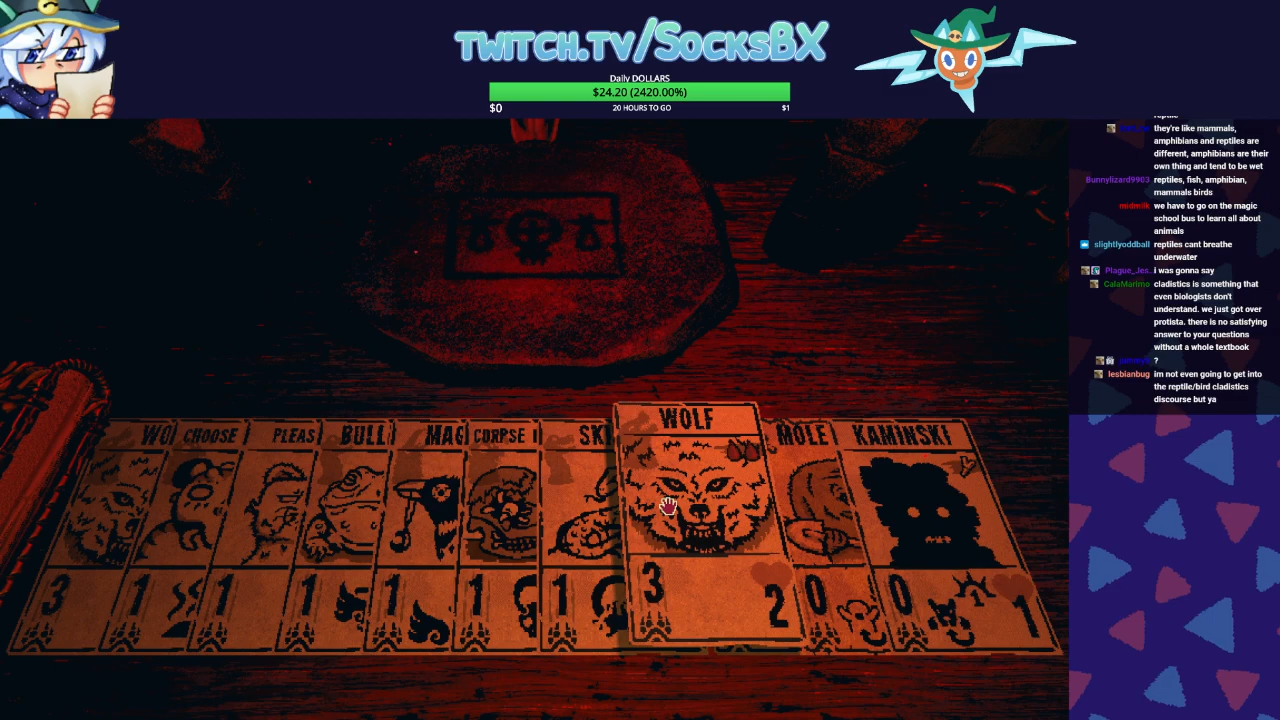 TWITCH.TV/SOCKSBX
Daily DOLLARS
$24.20 (2420.00%)
$0
20 HOURS TO GO
$1
they're like mammals,
amphibians and reptiles are
different, amphibians are their
own thing and tend to be wet
Bunnylizard9903 reptiles, fish, amphibian,
mammals birds
midmilk we have to go on the magic
school bus to learn all about
animals
slightlyoddball reptiles cant breathe
underwater
Plague_Jes.. i was gonna say
CalaMarimo cladistics is something that
even biologists don't
understand. we just got over
protista. there is no satisfying
answer to your questions
without a whole textbook
?
lesbianbug im not even going to get into
the reptile/bird cladistics
discourse but ya
WO CHOOSE PLEAS BULL MAG CORPSE SKI WOLF MOLE KAMINSKI
3 1 1 1 1 1 1 3 2 0 0 1 1